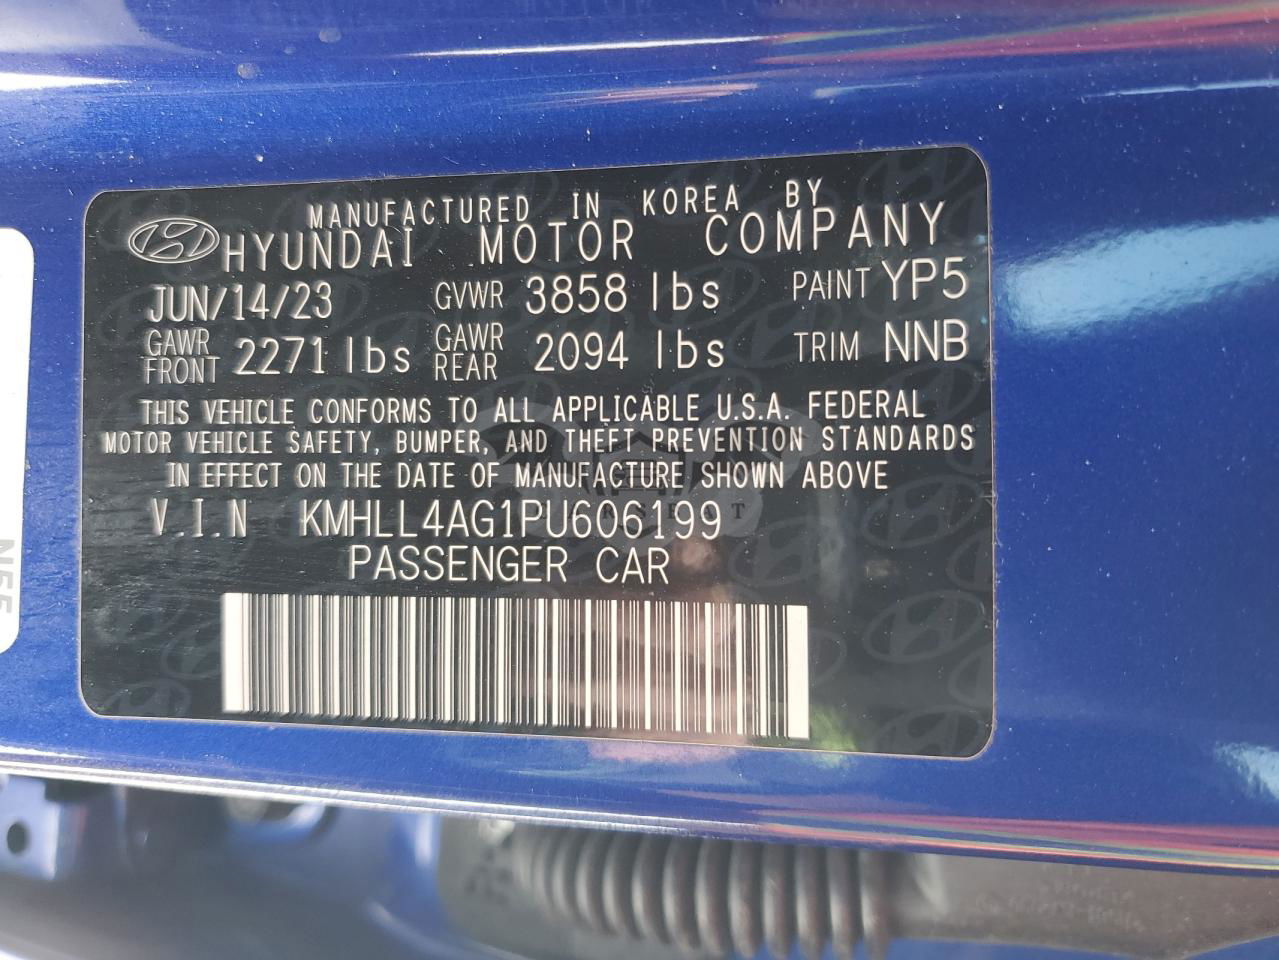 MANUFACTURED IN KOREA BY
HYUNDAI MOTOR COMPANY
JUN/14/23 GVWR 3858 lbs PAINT YP5
GAWR FRONT 2271 lbs GAWR REAR 2094 lbs TRIM NNB
THIS VEHICLE CONFORMS TO ALL APPLICABLE U.S.A. FEDERAL
MOTOR VEHICLE SAFETY, BUMPER, AND THEFT PREVENTION STANDARDS
IN EFFECT ON THE DATE OF MANUFACTURE SHOWN ABOVE
V.I.N KMHLL4AG1PU606199
PASSENGER CAR